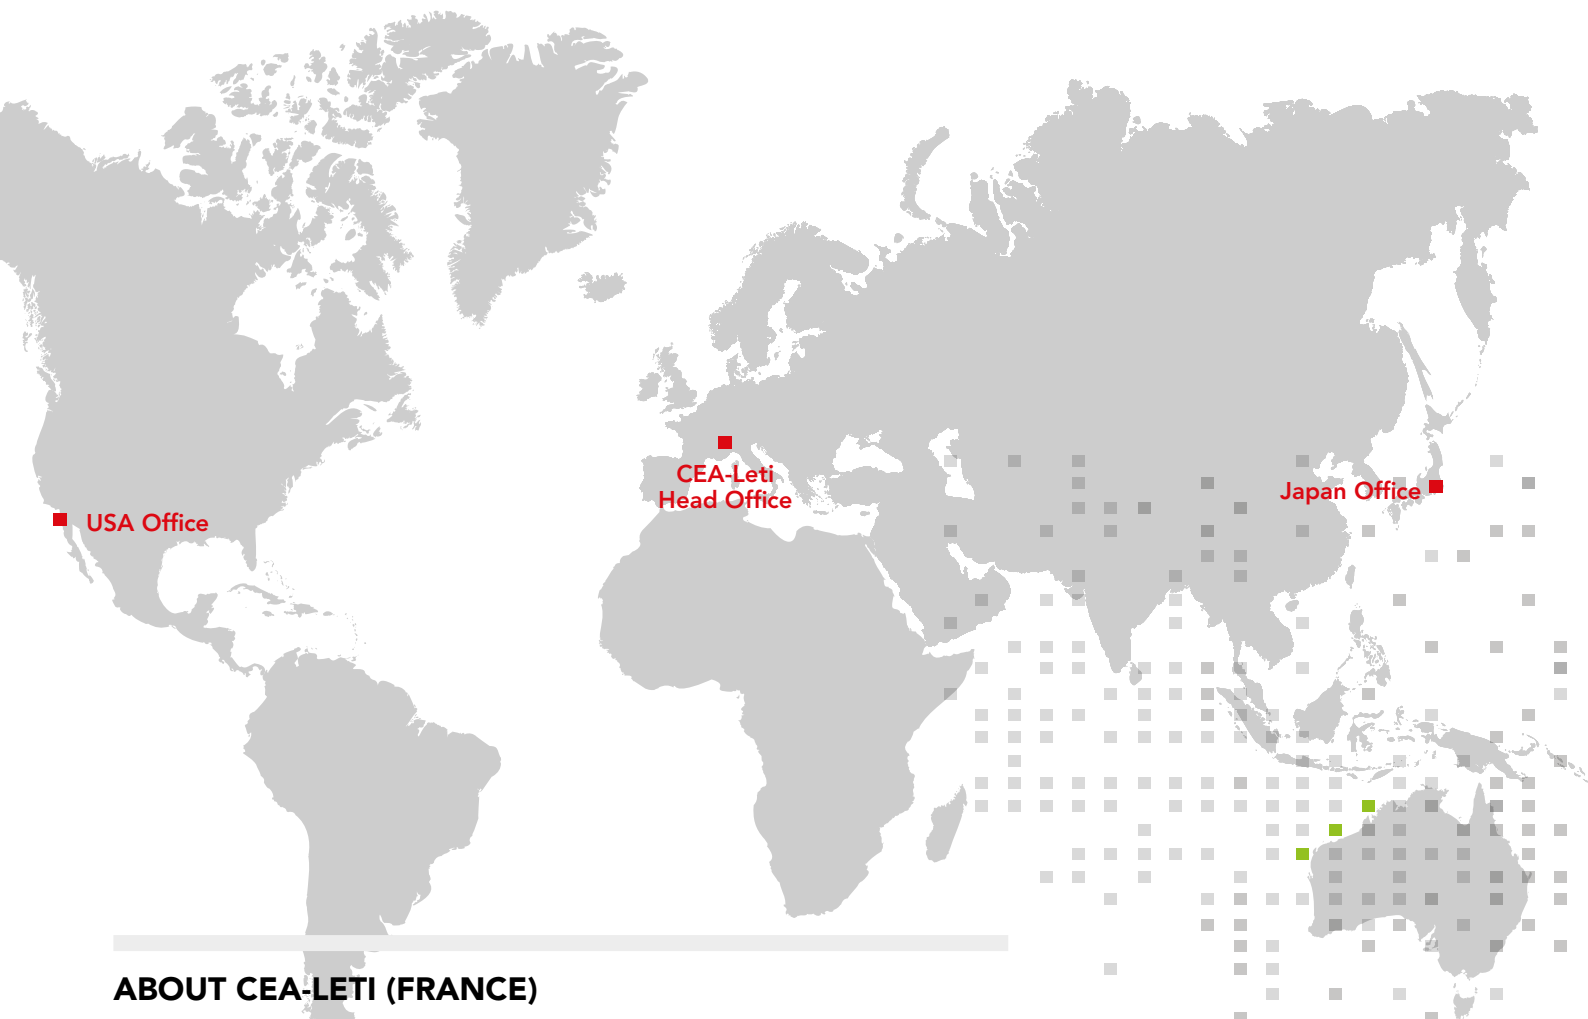 CEA-Leti
Head Office
Japan Office
USA Office
ABOUT CEA-LETI (FRANCE)